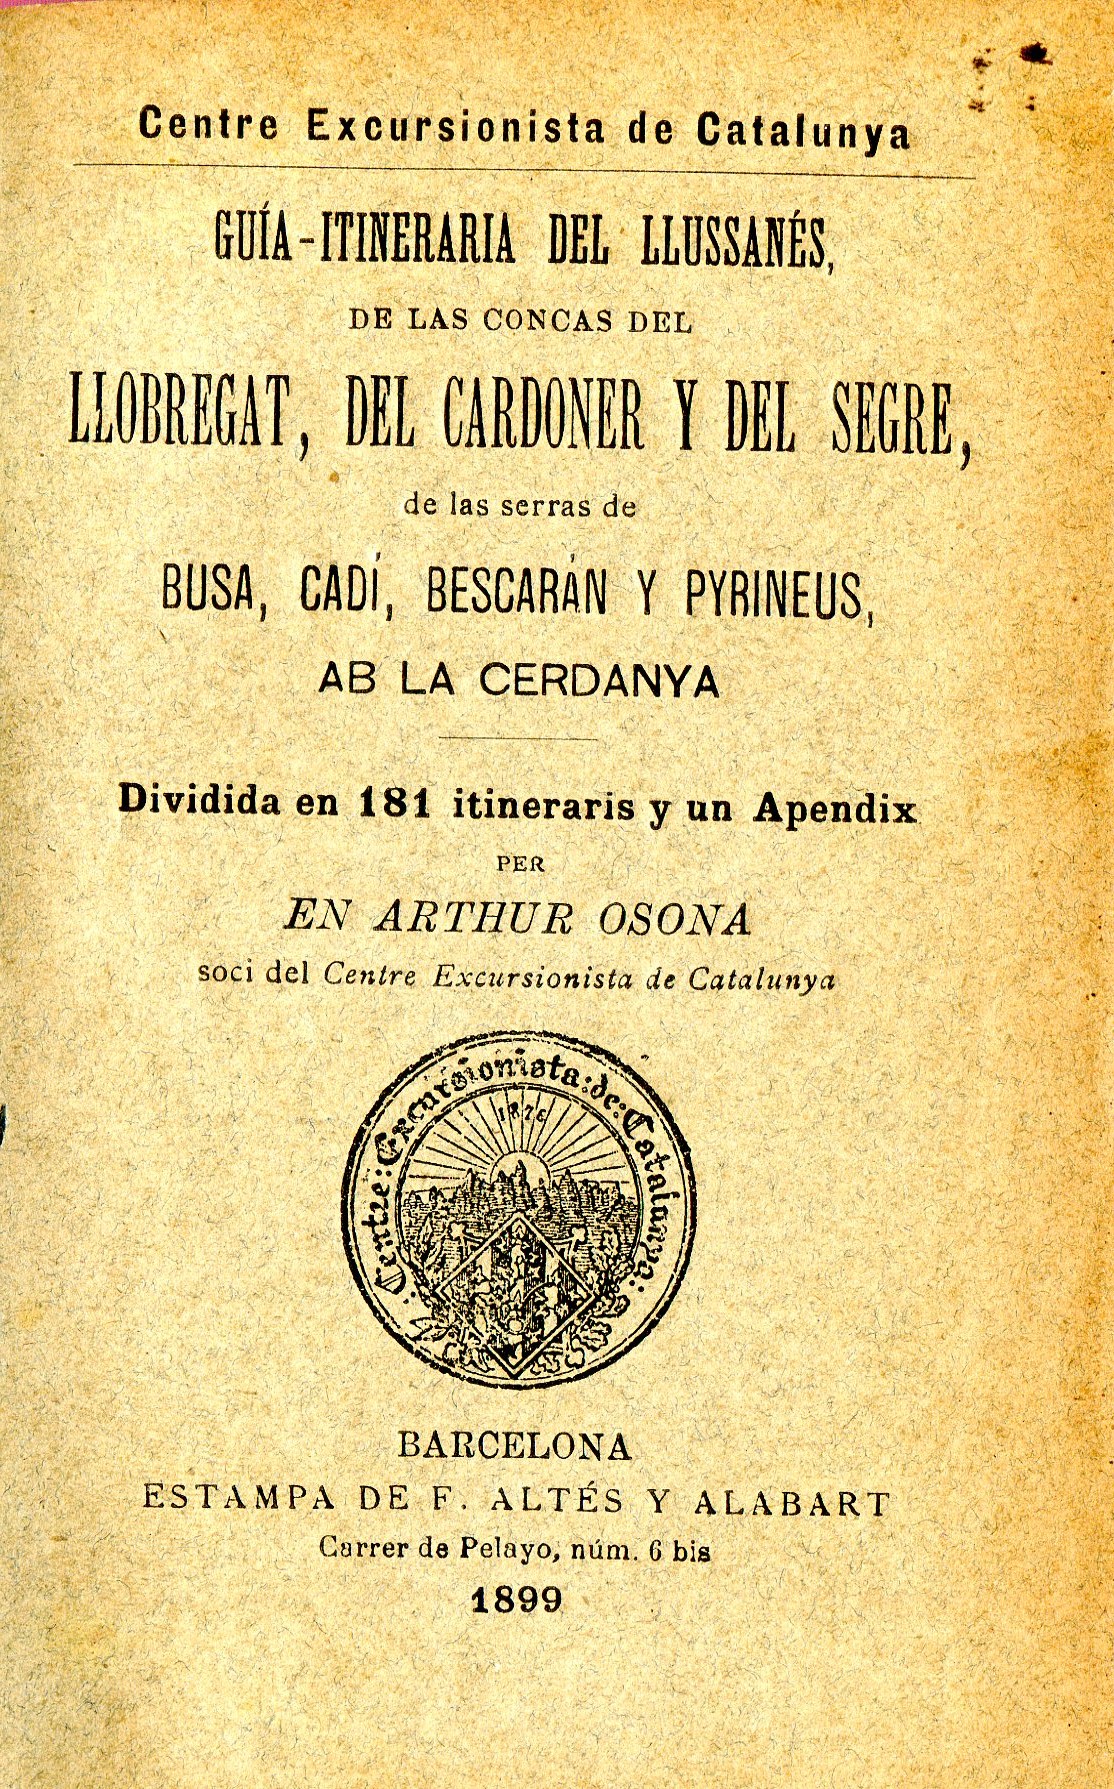 Centre Excursionista de Catalunya
GUÍA-ITINERARIA DEL LLUSSANÉS,
DE LAS CONCAS DEL
LLOBREGAT, DEL CARDONER Y DEL SEGRE,
de las serras de
BUSA, CADÍ, BESCARÁN Y PYRINEUS,
AB LA CERDANYA
Dividida en 181 itineraris y un Apendix
PER
EN ARTHUR OSONA
soci del Centre Excursionista de Catalunya
:Centre:Excursionista:de:Catalunya:
1876
BARCELONA
ESTAMPA DE F. ALTÉS Y ALABART
Carrer de Pelayo, núm. 6 bis
1899